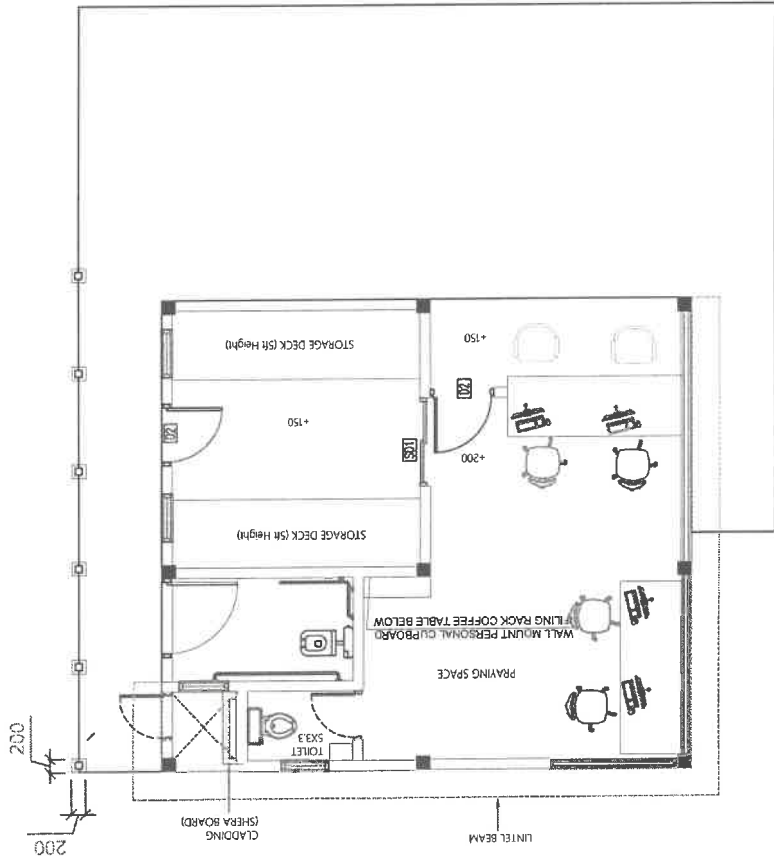 LINTEL BEAM
CLADDING
(SHERA BOARD)
200
200
TOILET
5X3.3
PRAYING SPACE
WALL MOUNT PERSONAL CUPBOARD
FILING RACK COFFEE TABLE BELOW
STORAGE DECK (5ft Height)
+200
SD1
+150
D2
D2
+150
STORAGE DECK (5ft Height)